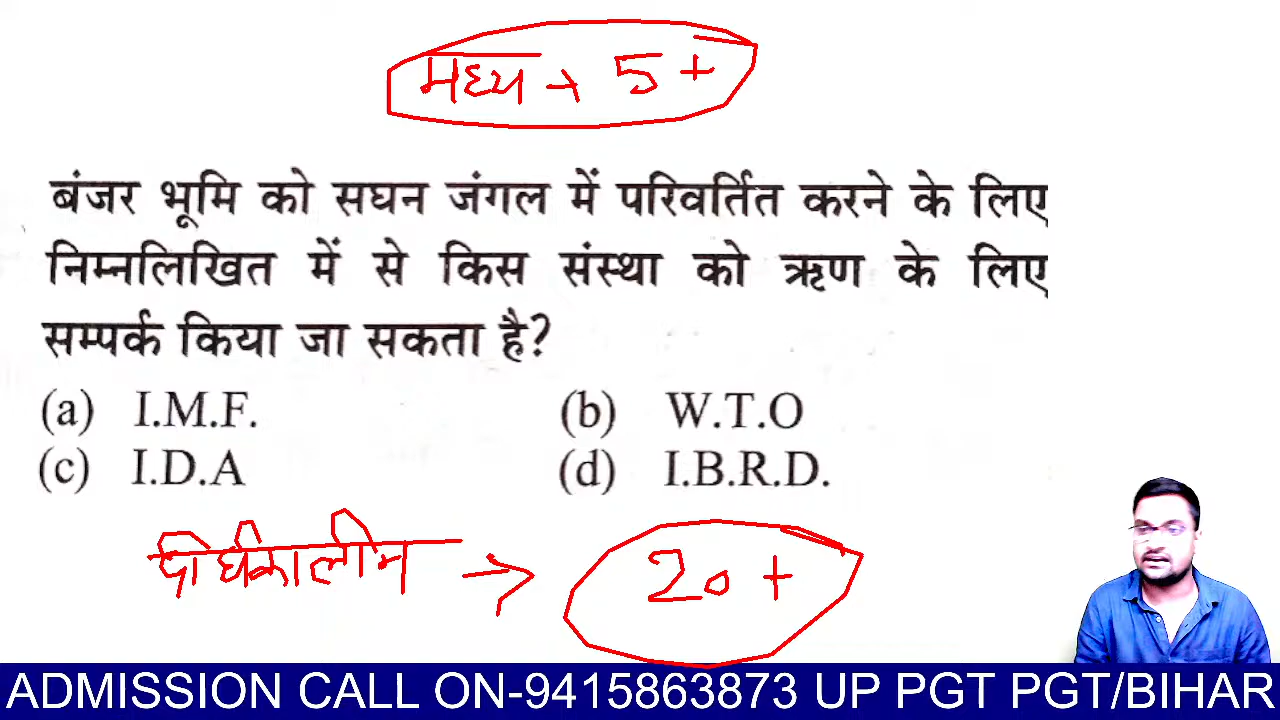 मध्य → 5+
बंजर भूमि को सघन जंगल में परिवर्तित करने के लिए
निम्नलिखित में से किस संस्था को ऋण के लिए
सम्पर्क किया जा सकता है?
(a) I.M.F. (b) W.T.O
(c) I.D.A (d) I.B.R.D.
दीर्घकालीन → 20+
ADMISSION CALL ON-9415863873 UP PGT PGT/BIHAR